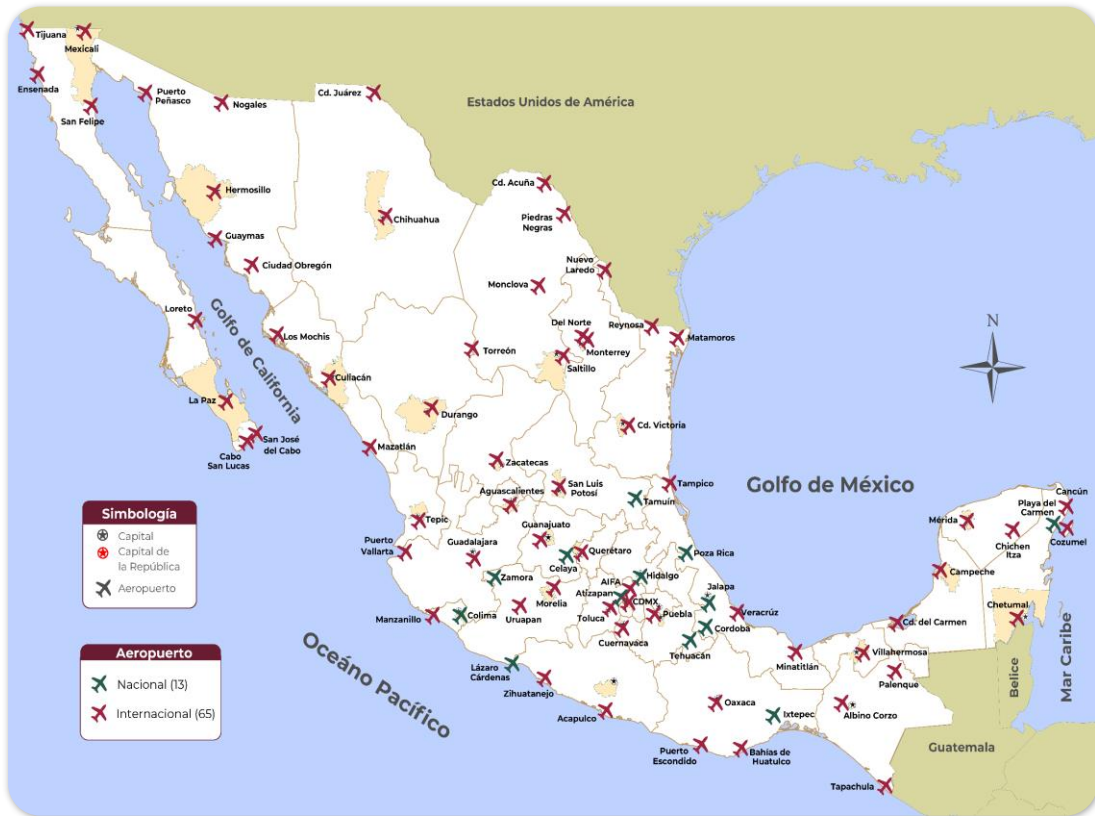 Tijuana
Mexicali
Ensenada
San Felipe
Puerto
Peñasco
Nogales
Cd. Juárez
Estados Unidos de América
Hermosillo
Chihuahua
Cd. Acuña
Piedras
Negras
Guaymas
Ciudad Obregón
Nuevo
Laredo
Monclova
Loreto
Golfo de California
Los Mochis
Torreón
Del Norte
Monterrey
Saltillo
Reynosa
Matamoros
N
Culiacán
La Paz
Durango
Cd. Victoria
San José
del Cabo
Cabo
San Lucas
Mazatlán
Zacatecas
San Luis
Potosí
Aguascalientes
Tamuín
Tampico
Golfo de México
Cancún
Playa del
Carmen
Cozumel
Mérida
Chichen
Itza
Simbología
Capital
Capital de
la República
Aeropuerto
Tepic
Puerto
Vallarta
Guadalajara
Guanajuato
Celaya
Querétaro
Poza Rica
Zamora
Hidalgo
AIFA
Atizapan
CDMX
Jalapa
Campeche
Chetumal
Manzanillo
Colima
Uruapan
Morelia
Toluca
Puebla
Cuernavaca
Veracrúz
Cordoba
Tehuacán
Minatitlán
Cd. del Carmen
Villahermosa
Palenque
Belice
Mar Caribe
Aeropuerto
Nacional (13)
Internacional (65)
Océano Pacífico
Lázaro
Cárdenas
Zihuatanejo
Acapulco
Oaxaca
Ixtepec
Albino Corzo
Puerto
Escondido
Bahías de
Huatulco
Guatemala
Tapachula